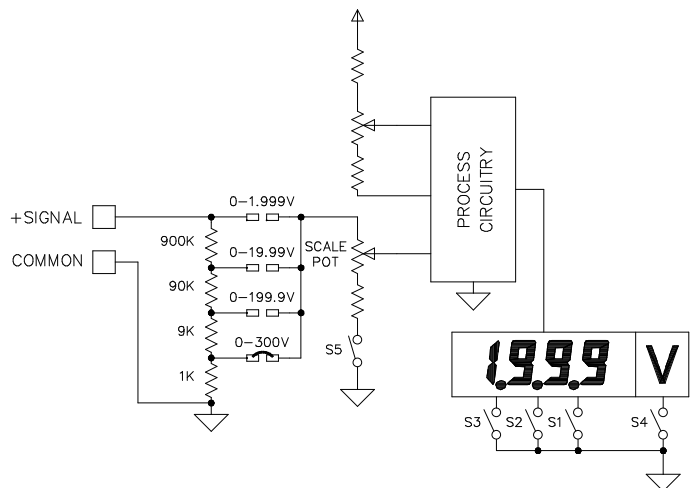 +SIGNAL
COMMON
900K
90K
9K
1K
0-1.999V
0-19.99V
0-199.9V
0-300V
SCALE
POT
S5
PROCESS
CIRCUITRY
1.9.9.9
V
S3
S2
S1
S4